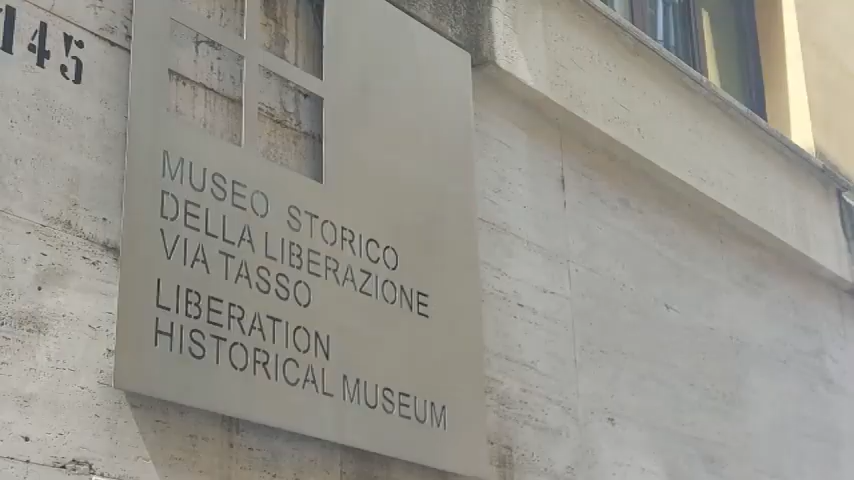 145
MUSEO STORICO
DELLA LIBERAZIONE
VIA TASSO
LIBERATION
HISTORICAL MUSEUM